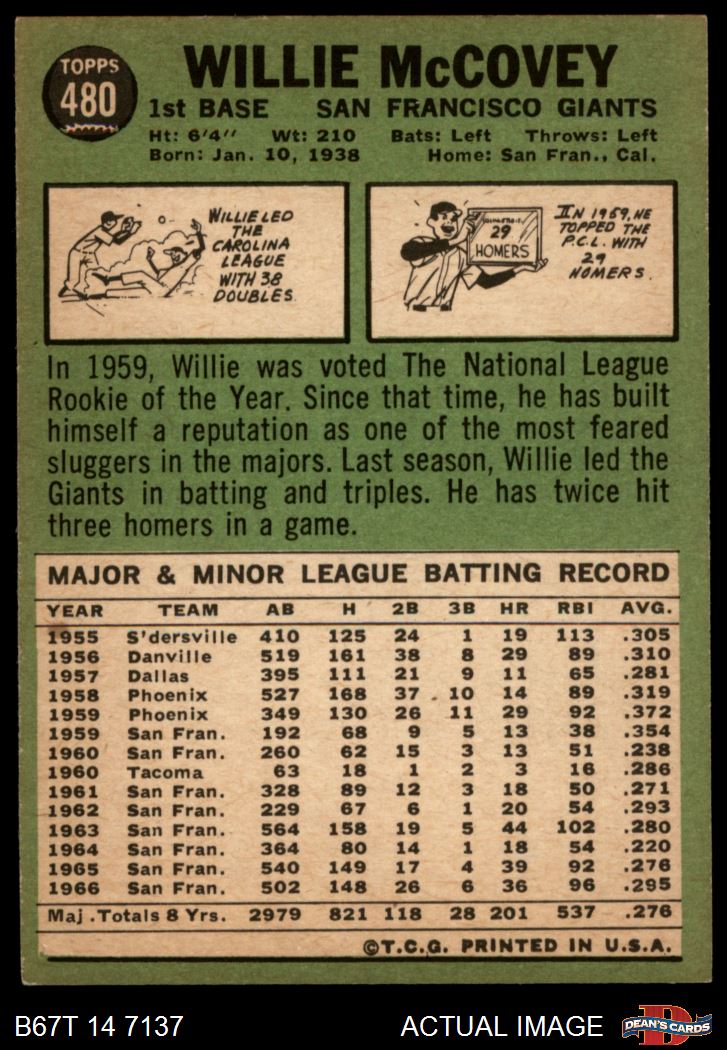 TOPPS
480
WILLIE McCOVEY
1st BASE SAN FRANCISCO GIANTS
Ht: 6'4" Wt: 210 Bats: Left Throws: Left
Born: Jan. 10, 1938 Home: San Fran., Cal.
WILLIE LED
THE
CAROLINA
LEAGUE
WITH 38
DOUBLES.
29
HOMERS
IN 1959, HE
TOPPED THE
P.C.L. WITH
29
HOMERS.
In 1959, Willie was voted The National League
Rookie of the Year. Since that time, he has built
himself a reputation as one of the most feared
sluggers in the majors. Last season, Willie led the
Giants in batting and triples. He has twice hit
three homers in a game.
MAJOR & MINOR LEAGUE BATTING RECORD
YEAR TEAM AB H 2B 3B HR RBI AVG.
1955 S'dersville 410 125 24 1 19 113 .305
1956 Danville 519 161 38 8 29 89 .310
1957 Dallas 395 111 21 9 11 65 .281
1958 Phoenix 527 168 37 10 14 89 .319
1959 Phoenix 349 130 26 11 29 92 .372
1959 San Fran. 192 68 9 5 13 38 .354
1960 San Fran. 260 62 15 3 13 51 .238
1960 Tacoma 63 18 1 2 3 16 .286
1961 San Fran. 328 89 12 3 18 50 .271
1962 San Fran. 229 67 6 1 20 54 .293
1963 San Fran. 564 158 19 5 44 102 .280
1964 San Fran. 364 80 14 1 18 54 .220
1965 San Fran. 540 149 17 4 39 92 .276
1966 San Fran. 502 148 26 6 36 96 .295
Maj.Totals 8 Yrs. 2979 821 118 28 201 537 .276
©T.C.G. PRINTED IN U.S.A.
B67T 14 7137 ACTUAL IMAGE
D
DEAN'S CARDS